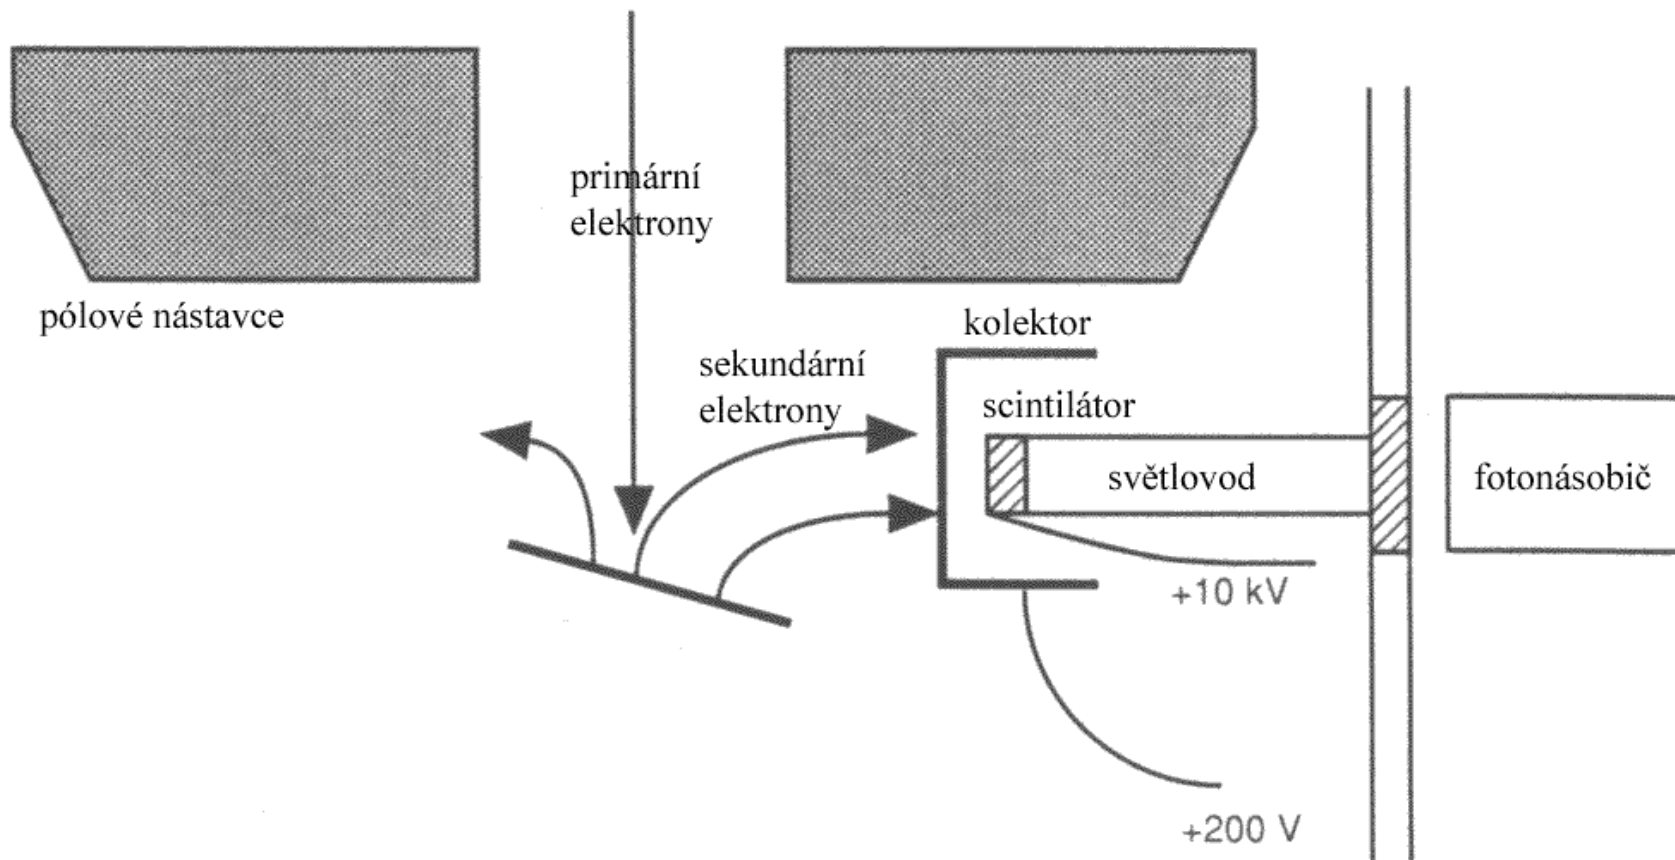 primární
elektrony
pólové nástavce
kolektor
sekundární
elektrony
scintilátor
světlovod
fotonásobič
+10 kV
+200 V